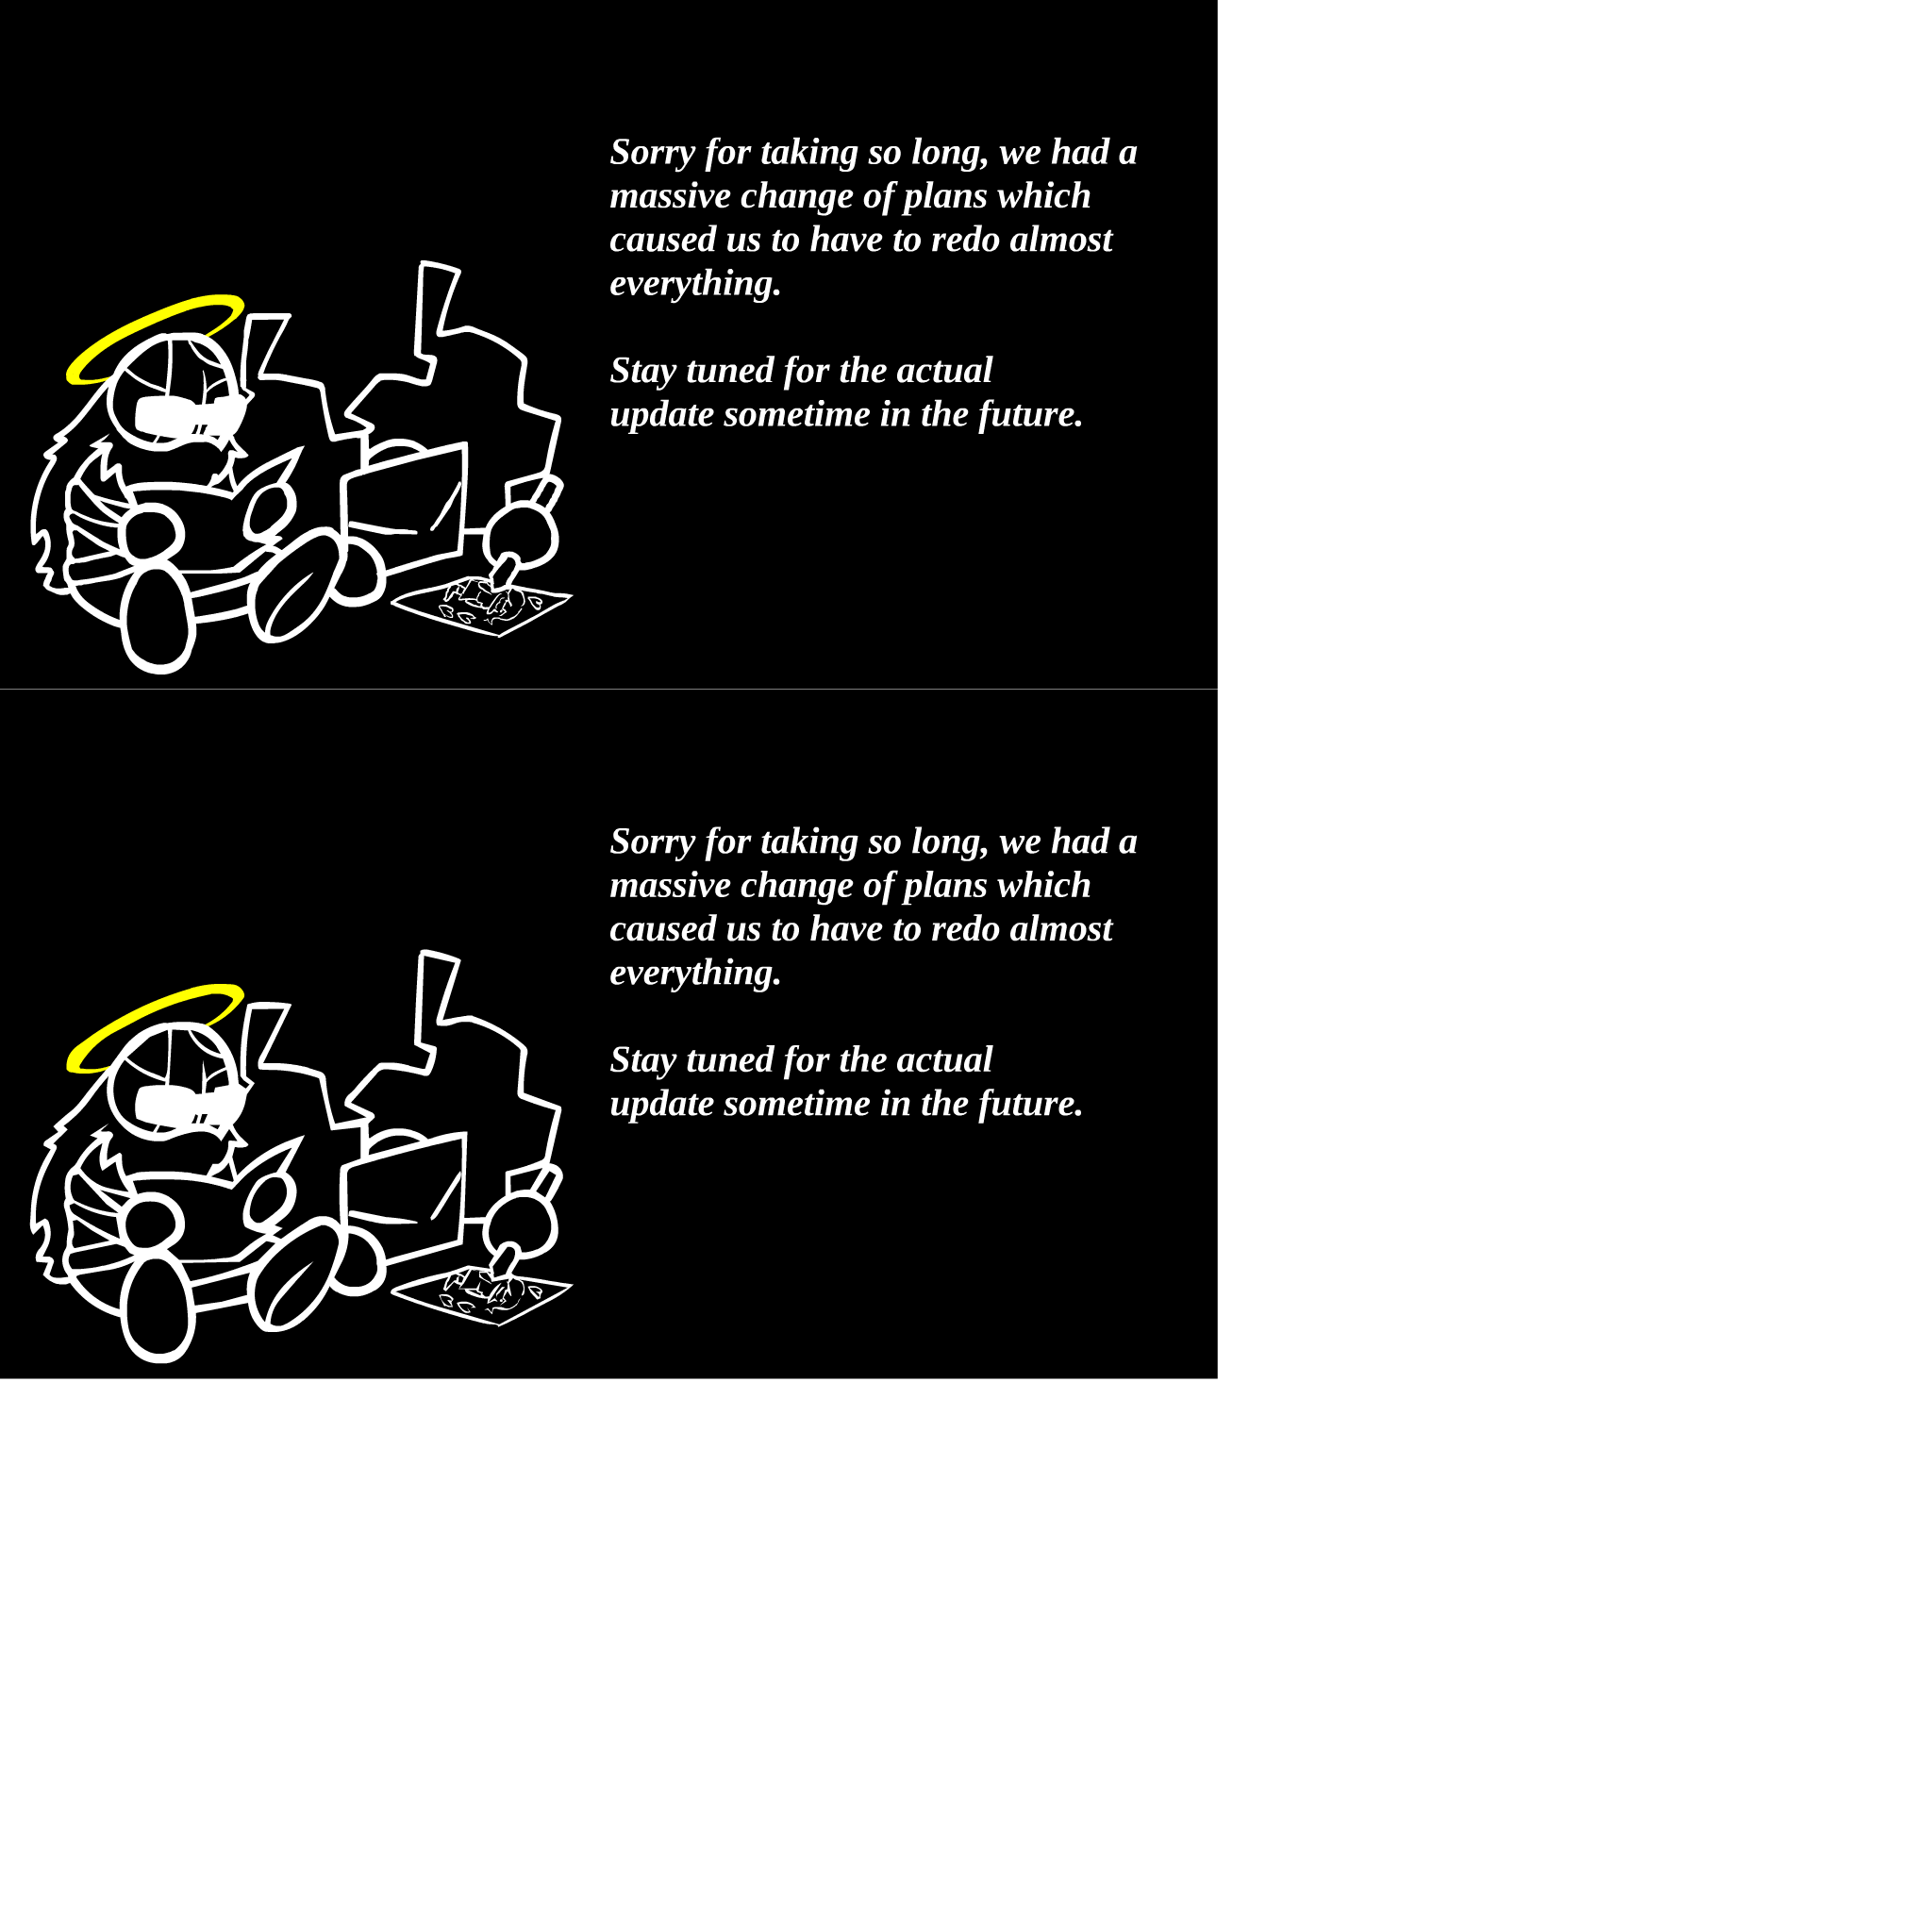 Sorry for taking so long, we had a
massive change of plans which
caused us to have to redo almost
everything.
Stay tuned for the actual
update sometime in the future.
Sorry for taking so long, we had a
massive change of plans which
caused us to have to redo almost
everything.
Stay tuned for the actual
update sometime in the future.